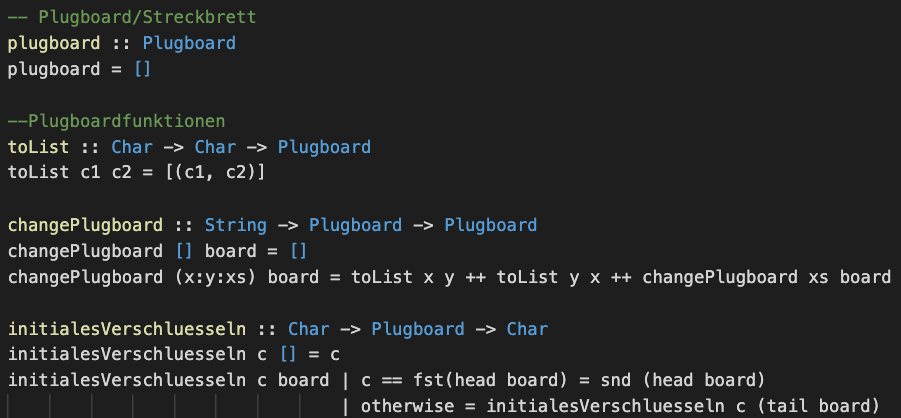 -- Plugboard/Streckbrett
plugboard :: Plugboard
plugboard = []
--Plugboardfunktionen
toList :: Char -> Char -> Plugboard
toList c1 c2 = [(c1, c2)]
changePlugboard :: String -> Plugboard -> Plugboard
changePlugboard [] board = []
changePlugboard (x:y:xs) board = toList x y ++ toList y x ++ changePlugboard xs board
initialesVerschluesseln :: Char -> Plugboard -> Char
initialesVerschluesseln c [] = c
initialesVerschluesseln c board | c == fst(head board) = snd (head board)
| otherwise = initialesVerschluesseln c (tail board)